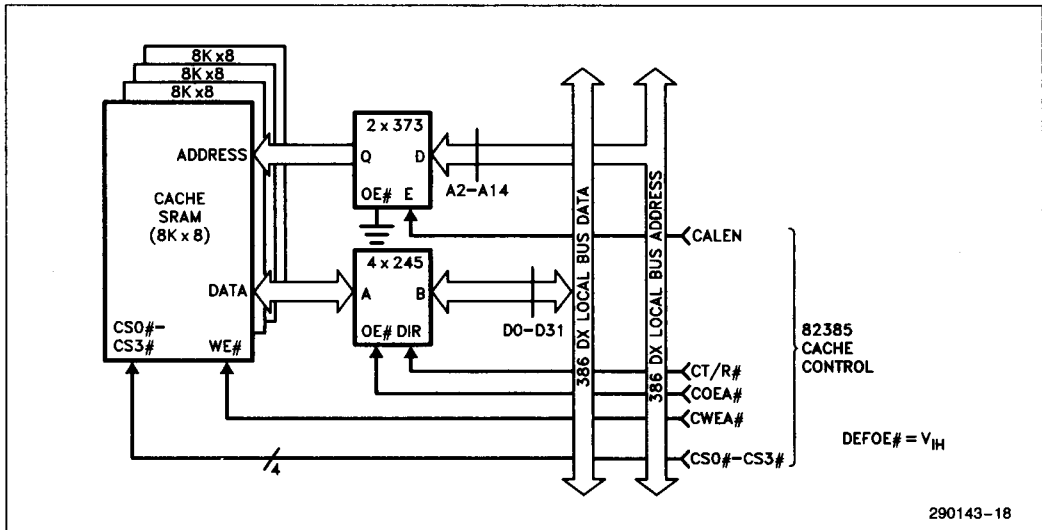 8K x8
8K x8
8K x8
ADDRESS
CACHE
SRAM
(8K x 8)
DATA
CS0#-
CS3#
WE#
2 x 373
Q
D
OE#
E
A2-A14
4 x 245
A
B
OE#
DIR
D0-D31
386 DX LOCAL BUS DATA
386 DX LOCAL BUS ADDRESS
CALEN
82385
CACHE
CONTROL
CT/R#
COEA#
CWEA#
CS0#-CS3#
4
DEFOE# = VIH
290143-18